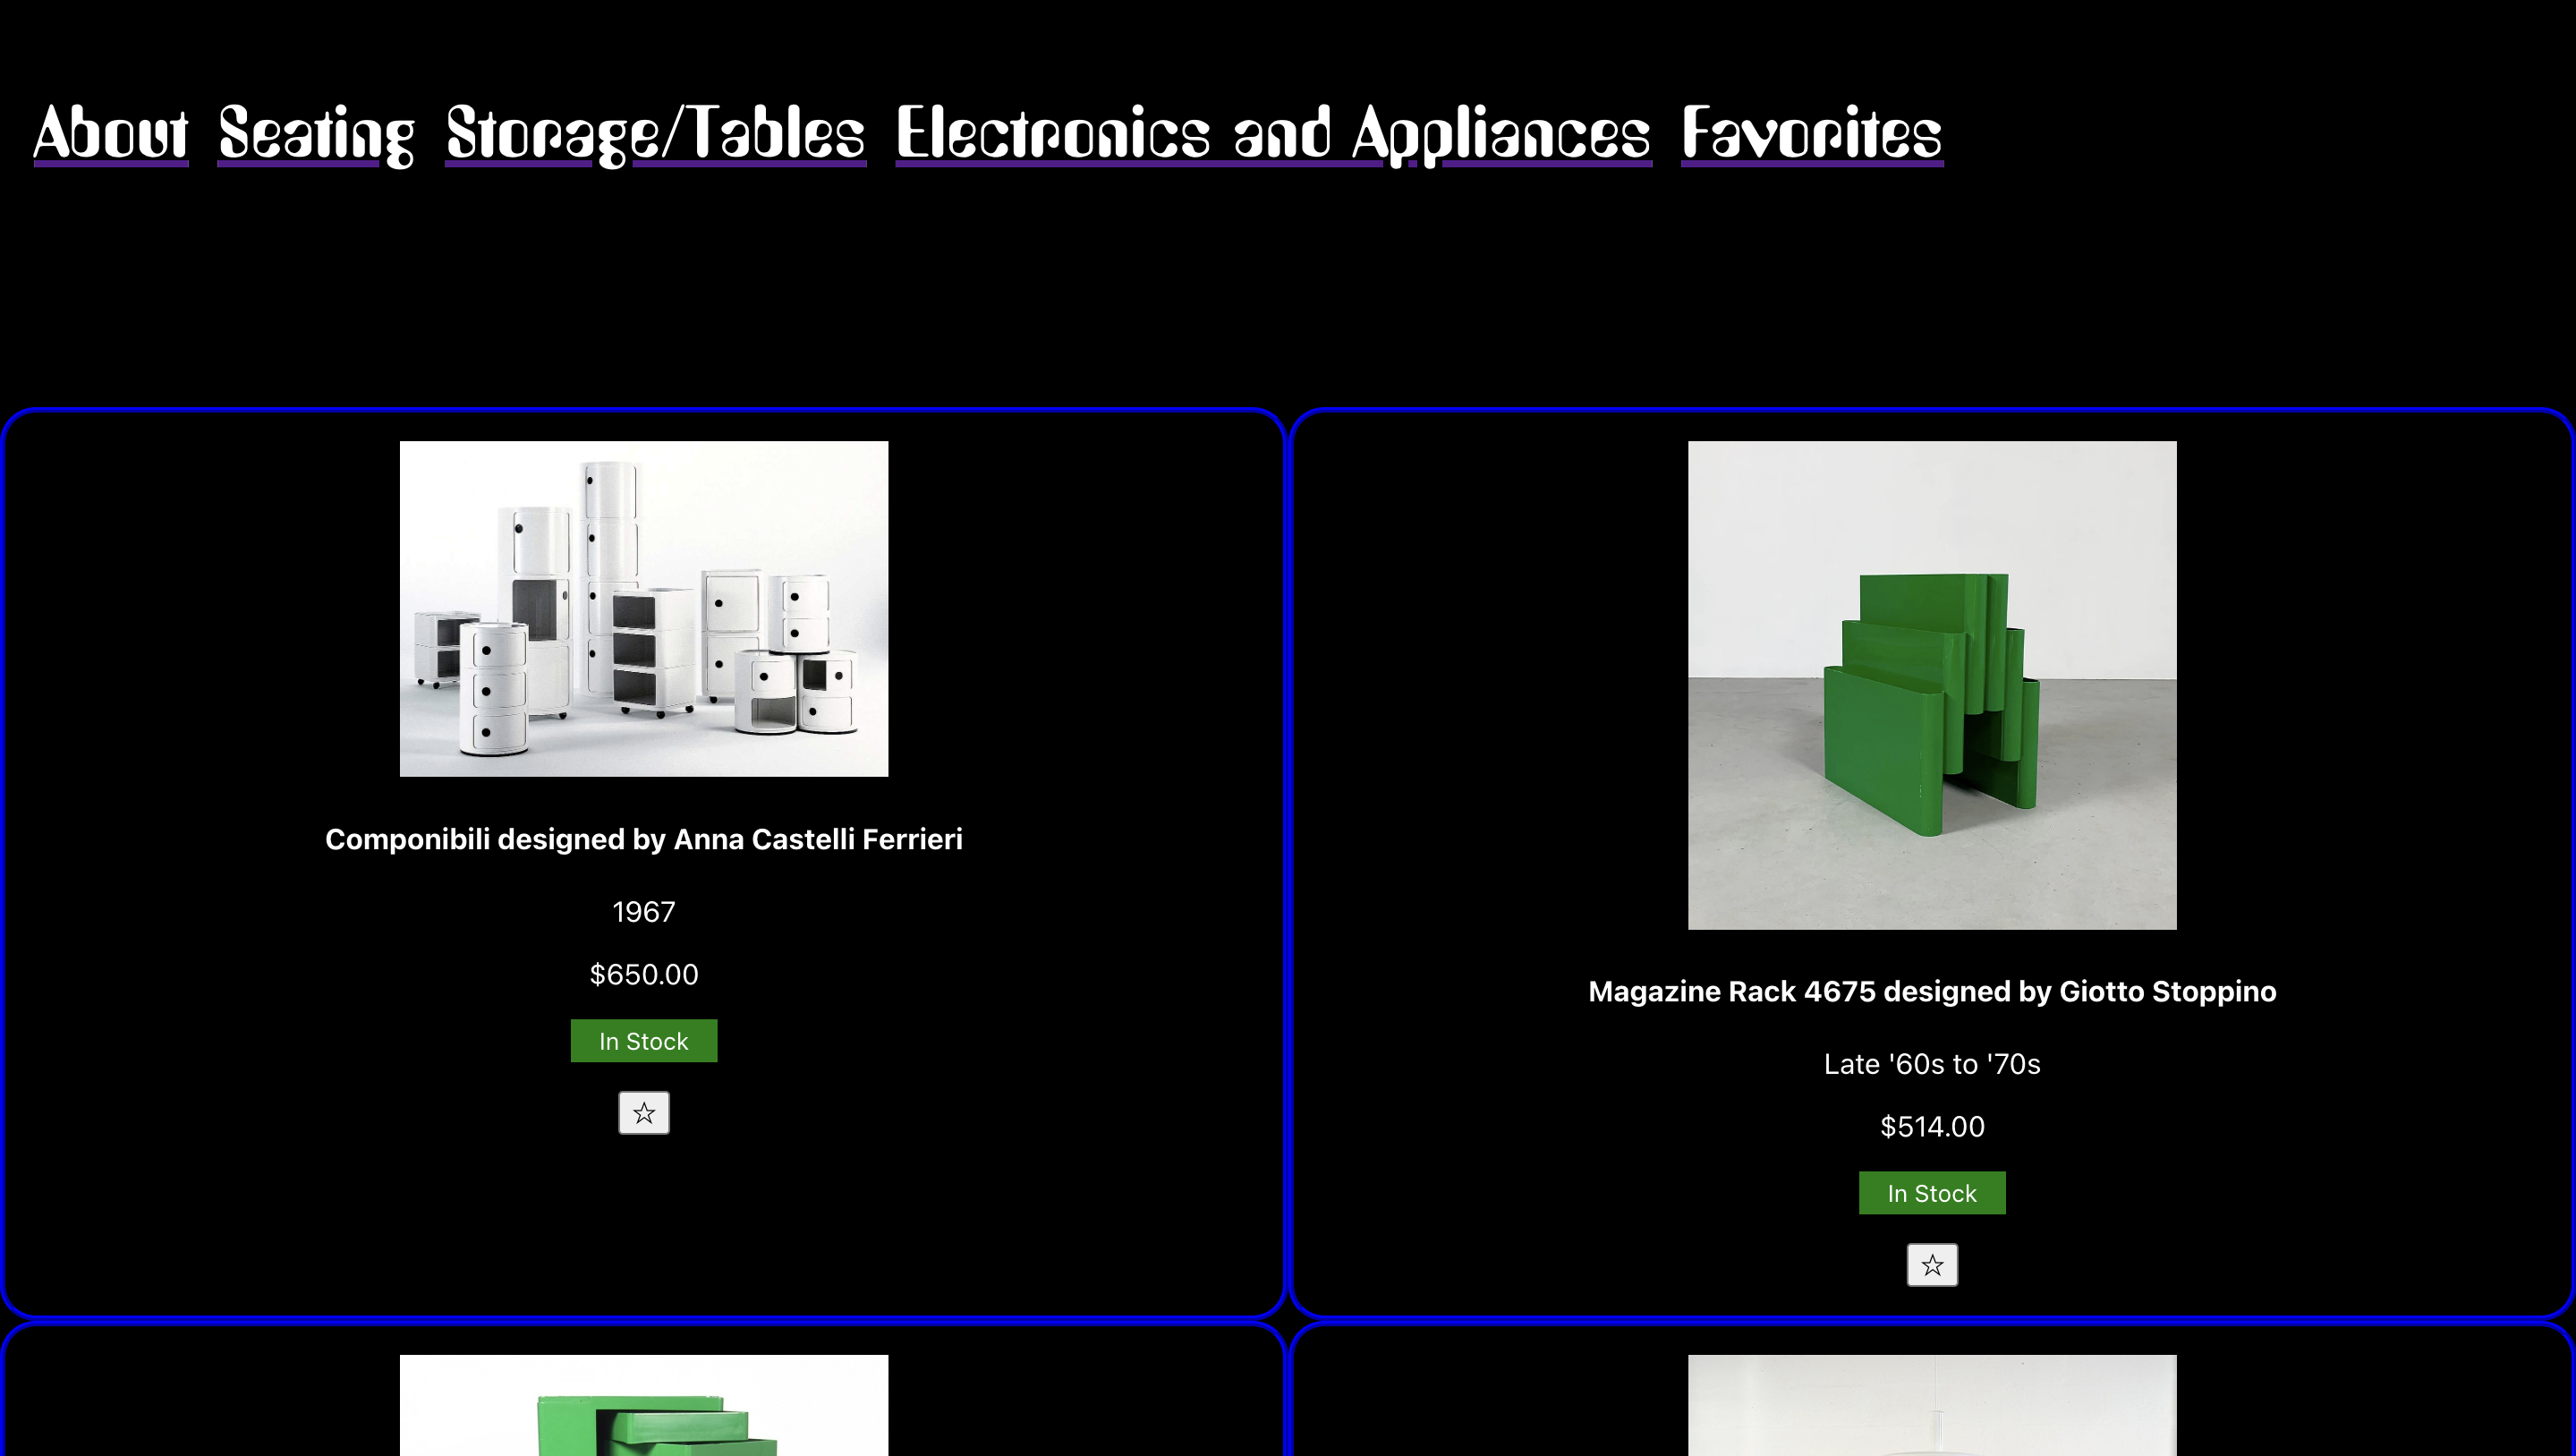 About Seating Storage/Tables Electronics and Appliances Favorites
Componibili designed by Anna Castelli Ferrieri
1967
$650.00
In Stock
☆
Magazine Rack 4675 designed by Giotto Stoppino
Late '60s to '70s
$514.00
In Stock
☆